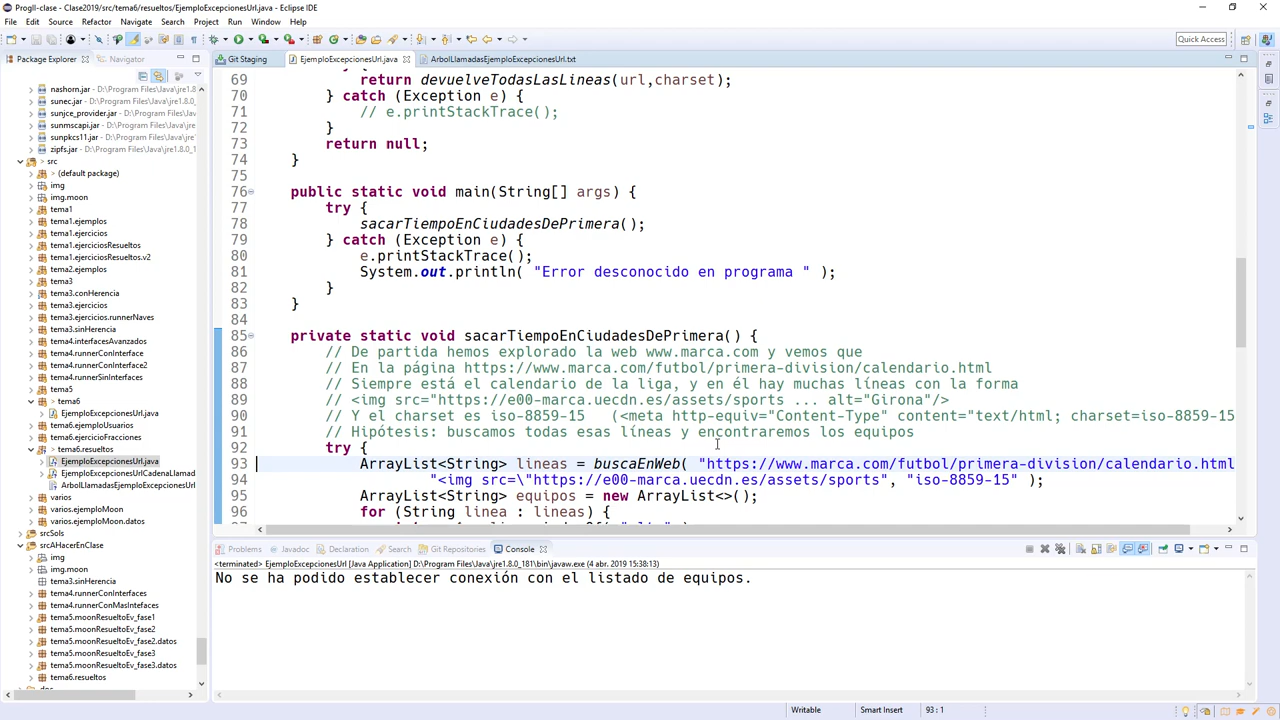 ProgII-clase - Clase2019/src/tema6/resueltos/EjemploExcepcionesUrl.java - Eclipse IDE
File Edit Source Refactor Navigate Search Project Run Window Help
Quick Access
Package Explorer Navigator
Git Staging EjemploExcepcionesUrl.java ArbolLlamadasEjemploExcepcionesUrl.txt
nashorn.jar - D:\Program Files\Java\jre1.8.
sunec.jar - D:\Program Files\Java\jre1.8.0_
sunjce_provider.jar - D:\Program Files\Java
sunmscapi.jar - D:\Program Files\Java\jre1.
sunpkcs11.jar - D:\Program Files\Java\jre1.
zipfs.jar - D:\Program Files\Java\jre1.8.0_1
> src
> (default package)
img
img.moon
tema1
tema1.ejemplos
tema1.ejercicios
tema1.ejerciciosResueltos
tema1.ejerciciosResueltos.v2
tema2.ejemplos
tema3
tema3.conHerencia
tema3.ejercicios
tema3.ejercicios.runnerNaves
tema3.sinHerencia
tema4.interfacesAvanzados
tema4.runnerConInterface
tema4.runnerConInterface2
tema4.runnerSinInterfaces
tema5
> tema6
EjemploExcepcionesUrl.java
tema6.emploUsuarios
tema6.ejercicioFracciones
> tema6.resueltos
EjemploExcepcionesUrl.java
EjemploExcepcionesUrlCadenaLlamad
ArbolLlamadasEjemploExcepcionesUrl
varios
varios.ejemploMoon
varios.ejemploMoon.datos
srcSols
srcAHacerEnClase
img
img.moon
tema3.sinHerencia
tema4.runnerConInterfaces
tema4.runnerConMasIntefaces
tema5.moonResueltoEv_fase1
tema5.moonResueltoEv_fase2
tema5.moonResueltoEv_fase2.datos
tema5.moonResueltoEv_fase3
tema5.moonResueltoEv_fase3.datos
tema6.resueltos
69 return devuelveTodasLasLineas(url,charset);
70 } catch (Exception e) {
71 // e.printStackTrace();
72 }
73 return null;
74 }
75
76 public static void main(String[] args) {
77 try {
78 sacarTiempoEnCiudadesDePrimera();
79 } catch (Exception e) {
80 e.printStackTrace();
81 System.out.println( "Error desconocido en programa " );
82 }
83 }
84
85 private static void sacarTiempoEnCiudadesDePrimera() {
86 // De partida hemos explorado la web www.marca.com y vemos que
87 // En la página https://www.marca.com/futbol/primera-division/calendario.html
88 // Siempre está el calendario de la liga, y en él hay muchas líneas con la forma
89 // <img src="https://e00-marca.uecdn.es/assets/sports ... alt="Girona"/>
90 // Y el charset es iso-8859-15 (<meta http-equiv="Content-Type" content="text/html; charset=iso-8859-15
91 // Hipótesis: buscamos todas esas líneas y encontraremos los equipos
92 try {
93 ArrayList<String> lineas = buscaEnWeb( "https://www.marca.com/futbol/primera-division/calendario.html
94 "<img src=\"https://e00-marca.uecdn.es/assets/sports", "iso-8859-15" );
95 ArrayList<String> equipos = new ArrayList<>();
96 for (String linea : lineas) {
Problems Javadoc Declaration Search Git Repositories Console
<terminated> EjemploExcepcionesUrl [Java Application] D:\Program Files\Java\jre1.8.0_181\bin\javaw.exe (4 abr. 2019 15:38:13)
No se ha podido establecer conexión con el listado de equipos.
Writable Smart Insert 93 : 1